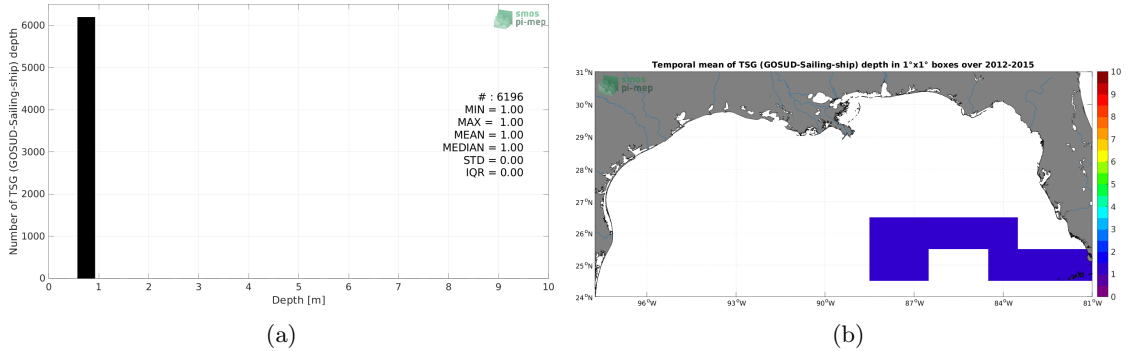 6000
5000
4000
3000
2000
1000
0
Number of TSG (GOSUD-Sailing-ship) depth
0 1 2 3 4 5 6 7 8 9 10
Depth [m]
smos
pi-mep
# : 6196
MIN = 1.00
MAX = 1.00
MEAN = 1.00
MEDIAN = 1.00
STD = 0.00
IQR = 0.00
(a)
Temporal mean of TSG (GOSUD-Sailing-ship) depth in 1°x1° boxes over 2012-2015
smos
pi-mep
31°N
30°N
29°N
28°N
27°N
26°N
25°N
24°N
96°W 93°W 90°W 87°W 84°W 81°W
10
9
8
7
6
5
4
3
2
1
0
(b)